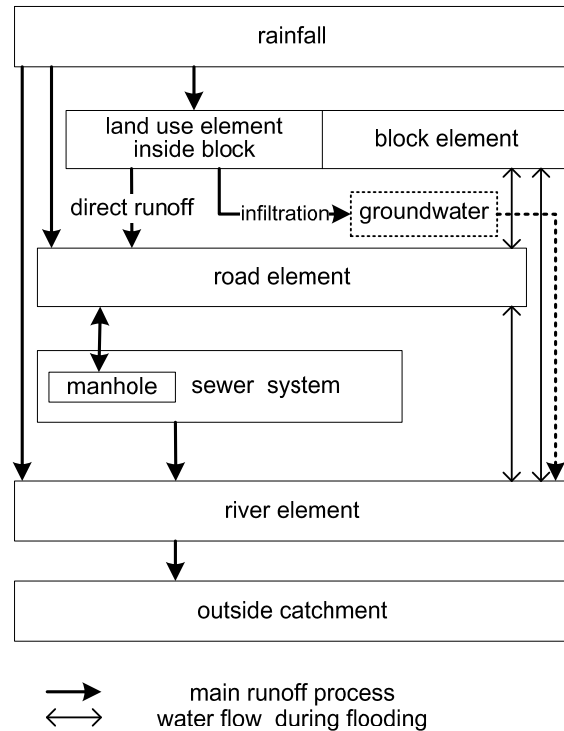 rainfall
land use element
inside block
block element
direct runoff
infiltration
groundwater
road element
manhole
sewer system
river element
outside catchment
main runoff process
water flow during flooding